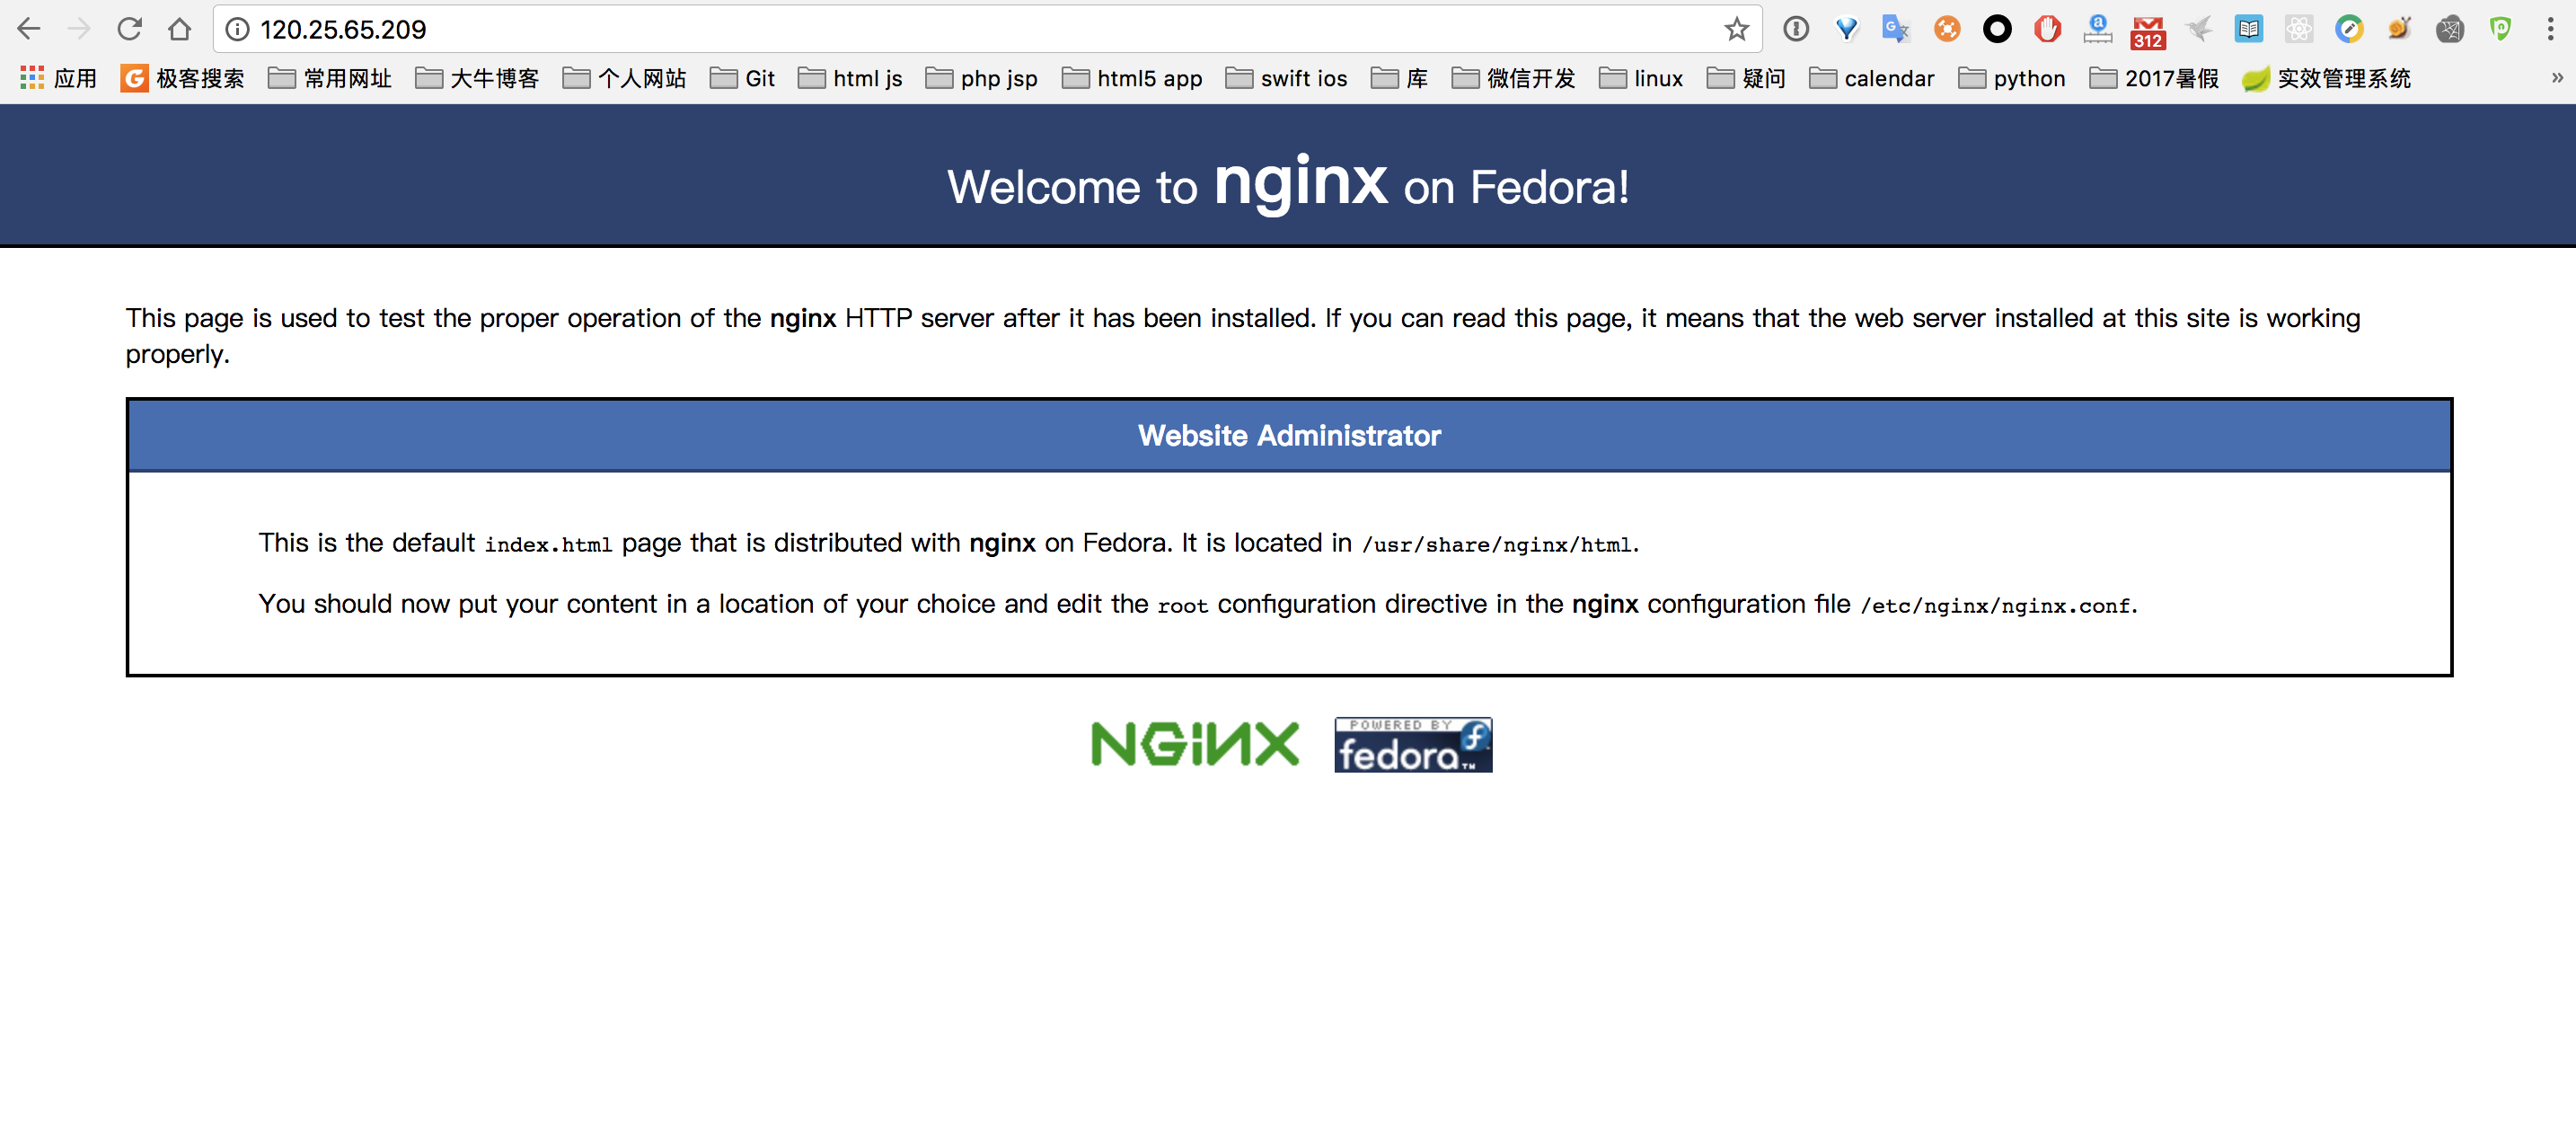 120.25.65.209
312
应用 极客搜索 常用网址 大牛博客 个人网站 Git html js php jsp html5 app swift ios 库 微信开发 linux 疑问 calendar python 2017暑假 实效管理系统 »
Welcome to nginx on Fedora!
This page is used to test the proper operation of the nginx HTTP server after it has been installed. If you can read this page, it means that the web server installed at this site is working
properly.
Website Administrator
This is the default index.html page that is distributed with nginx on Fedora. It is located in /usr/share/nginx/html.
You should now put your content in a location of your choice and edit the root configuration directive in the nginx configuration file /etc/nginx/nginx.conf.
NGINX
POWERED BY
fedora™